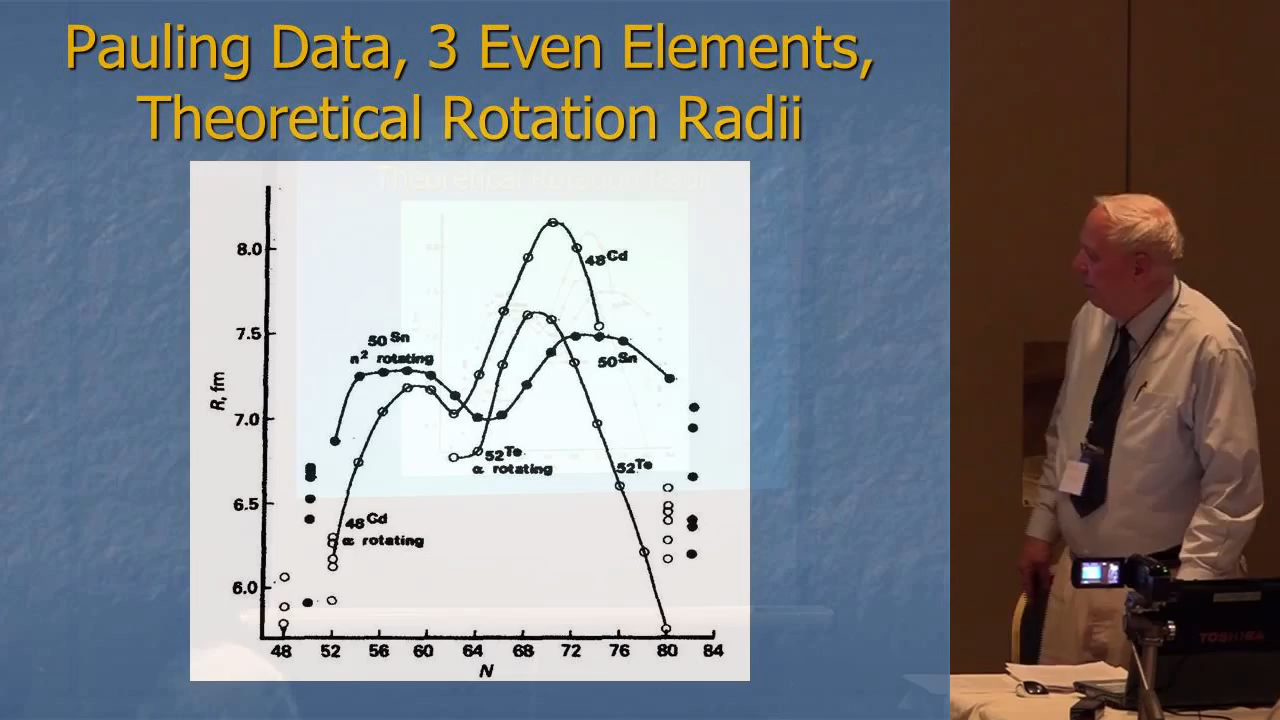 Pauling Data, 3 Even Elements,
Theoretical Rotation Radii
8.0
48Cd
7.5
50Sn
n² rotating
50Sn
R, fm
7.0
52Te
α rotating
52Te
6.5
48Cd
α rotating
6.0
48 52 56 60 64 68 72 76 80 84
N
TOSHIBA